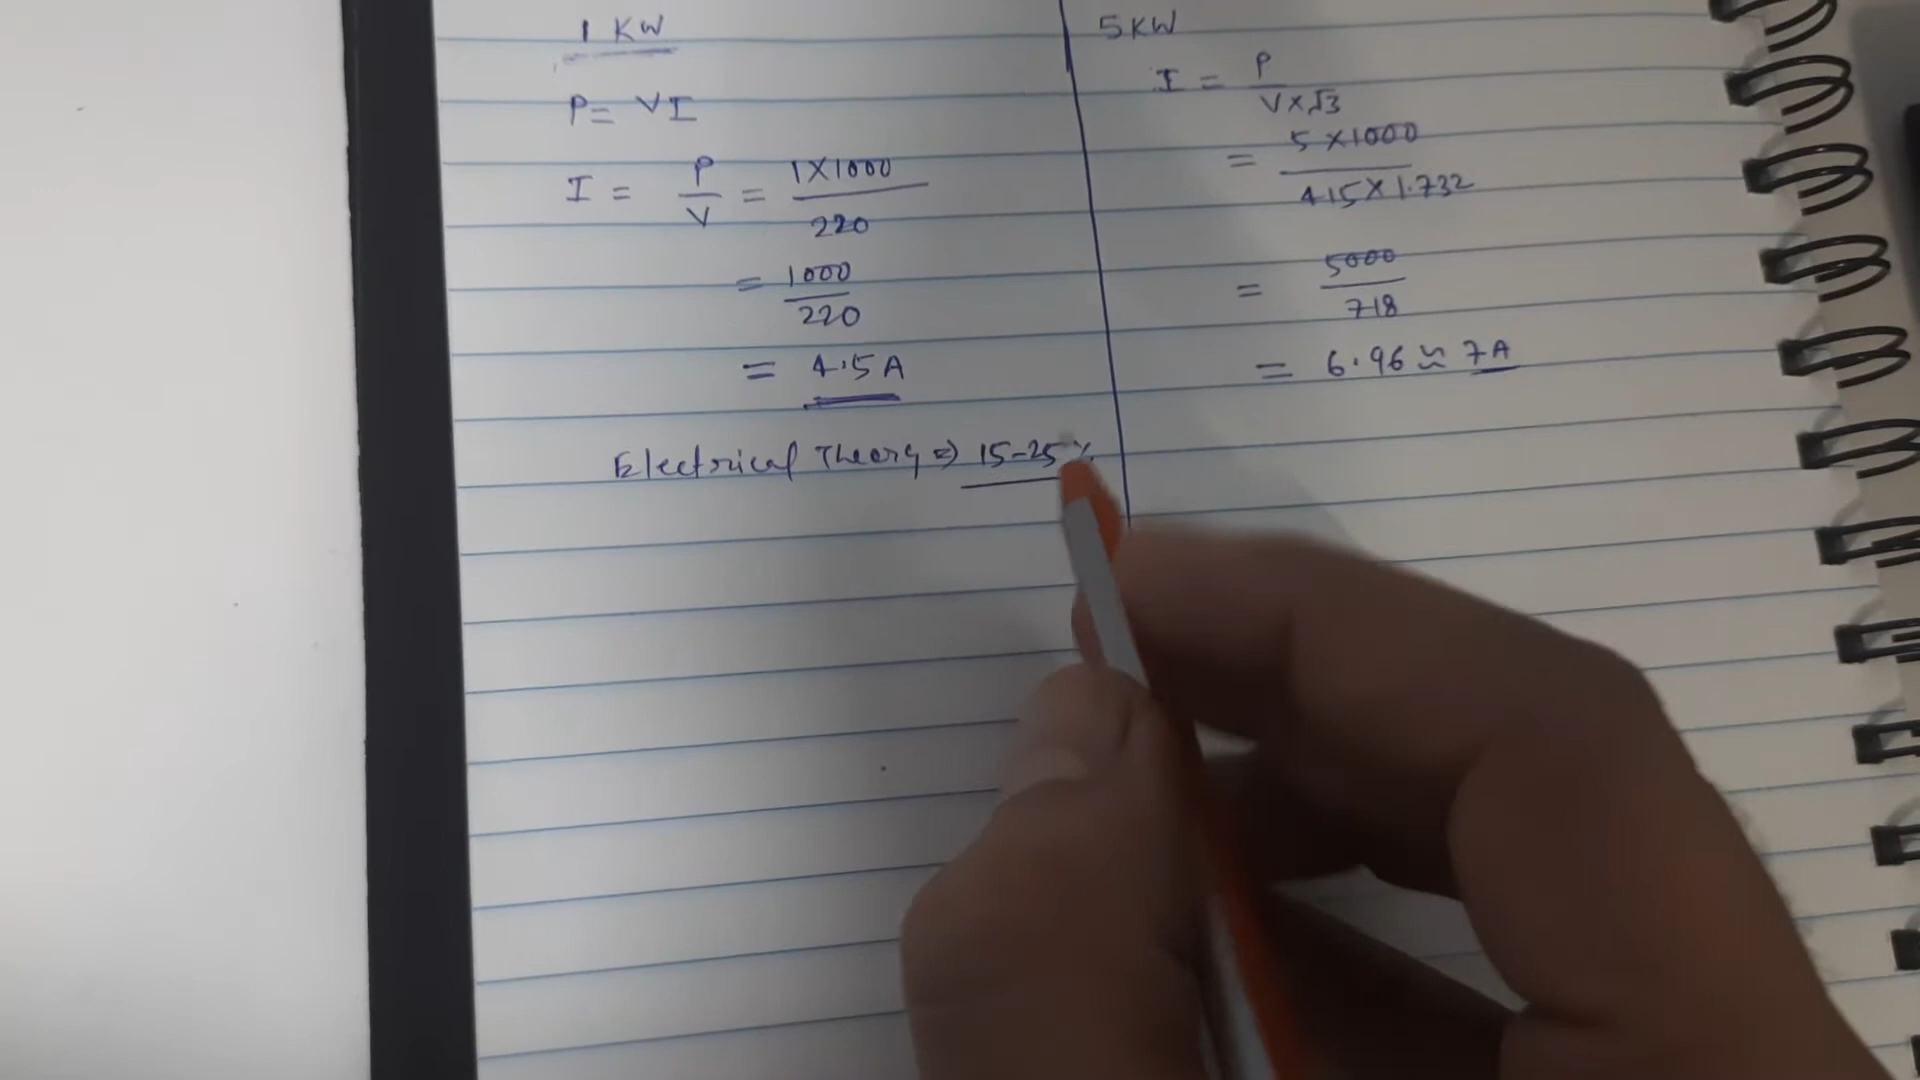 1 KW
P= VI
I = P/V = 1X1000/220
= 1000/220
= 4.5A
Electrical Theory => 15-25%
5KW
I = P/V×√3
= 5×1000/415×1.732
= 5000/718
= 6.96 ≈ 7A